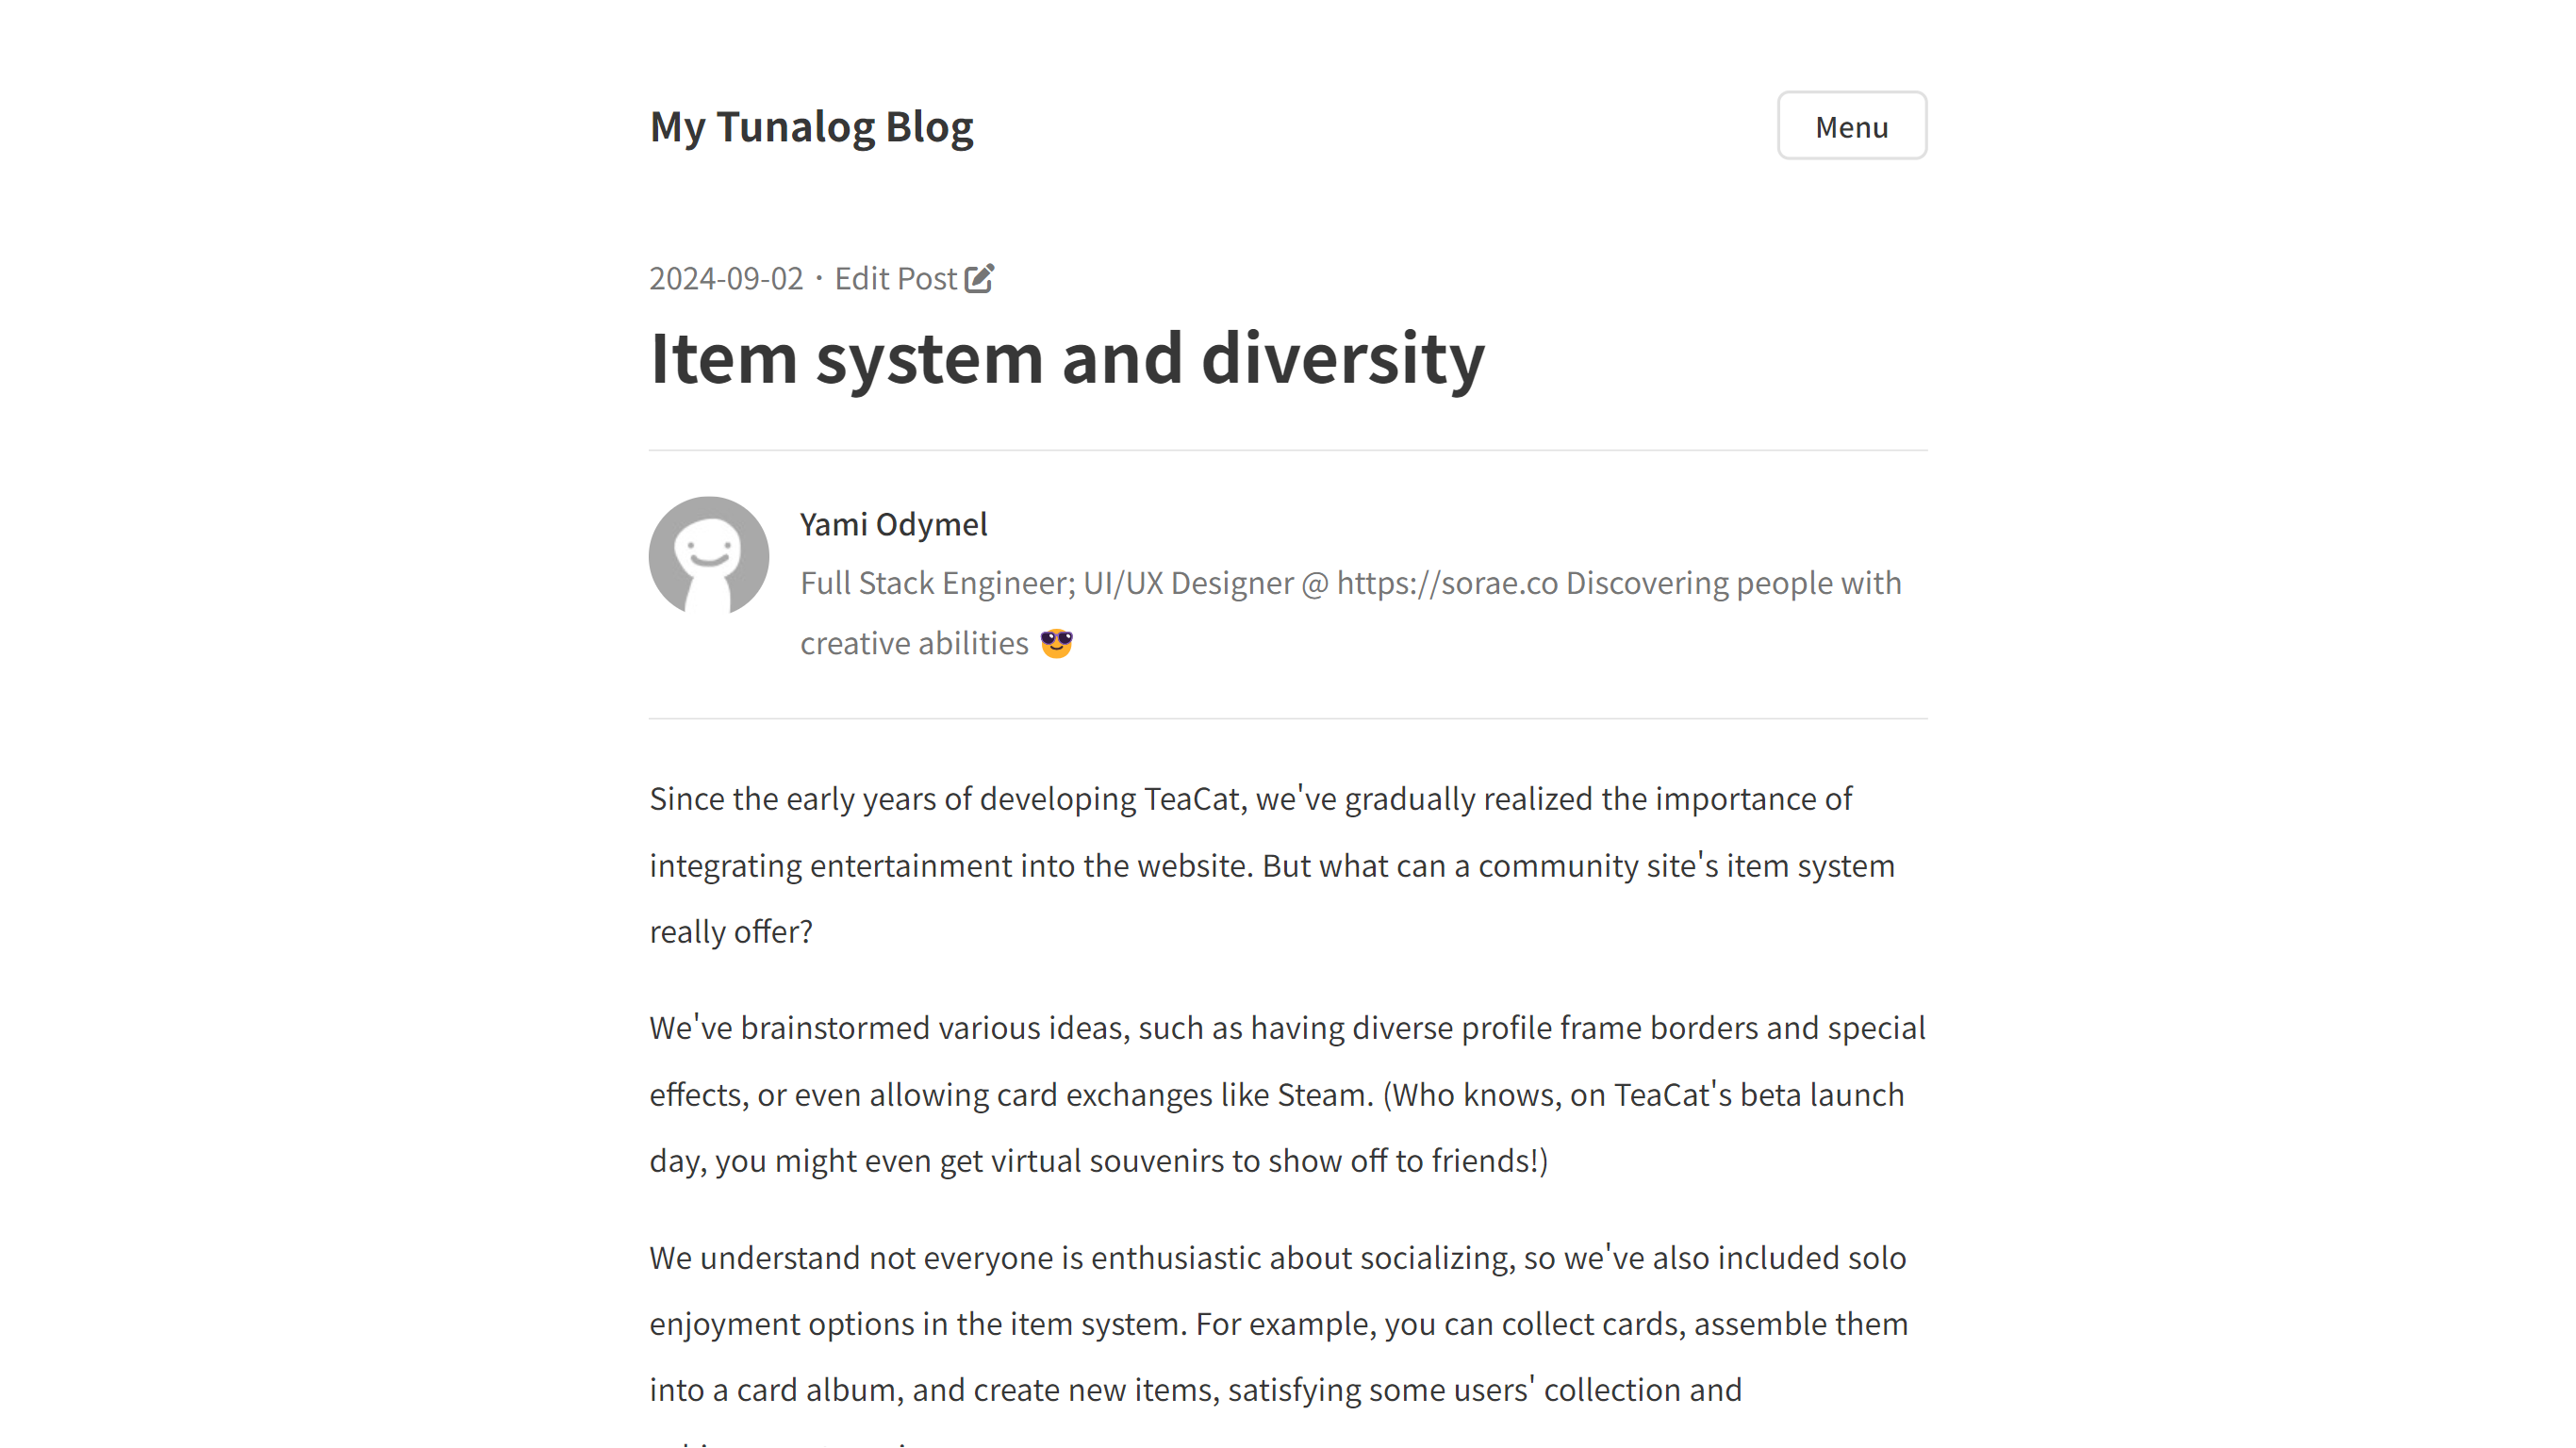 My Tunalog Blog
Menu
2024-09-02 · Edit Post
Item system and diversity
Yami Odymel
Full Stack Engineer; UI/UX Designer @ https://sorae.co Discovering people with
creative abilities 😎
Since the early years of developing TeaCat, we've gradually realized the importance of
integrating entertainment into the website. But what can a community site's item system
really offer?
We've brainstormed various ideas, such as having diverse profile frame borders and special
effects, or even allowing card exchanges like Steam. (Who knows, on TeaCat's beta launch
day, you might even get virtual souvenirs to show off to friends!)
We understand not everyone is enthusiastic about socializing, so we've also included solo
enjoyment options in the item system. For example, you can collect cards, assemble them
into a card album, and create new items, satisfying some users' collection and